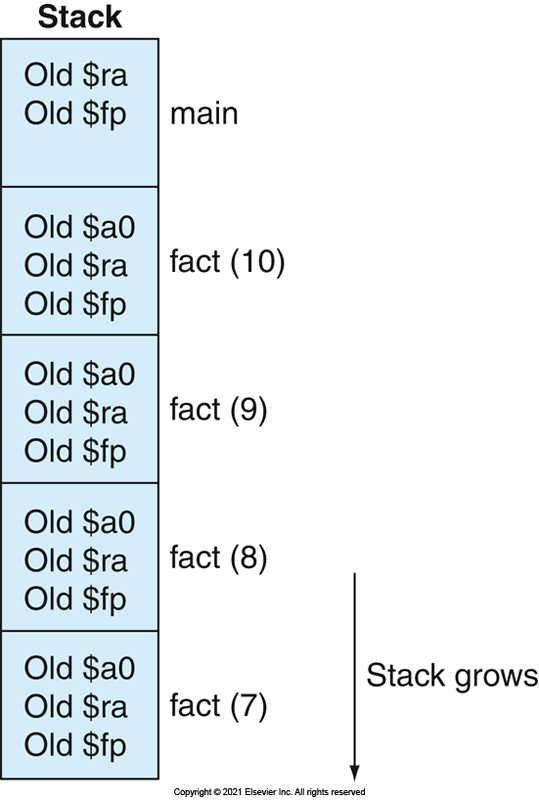 Stack
Old $ra
Old $fp
main
Old $a0
Old $ra
Old $fp
fact (10)
Old $a0
Old $ra
Old $fp
fact (9)
Old $a0
Old $ra
Old $fp
fact (8)
Old $a0
Old $ra
Old $fp
fact (7)
Stack grows
Copyright © 2021 Elsevier Inc. All rights reserved